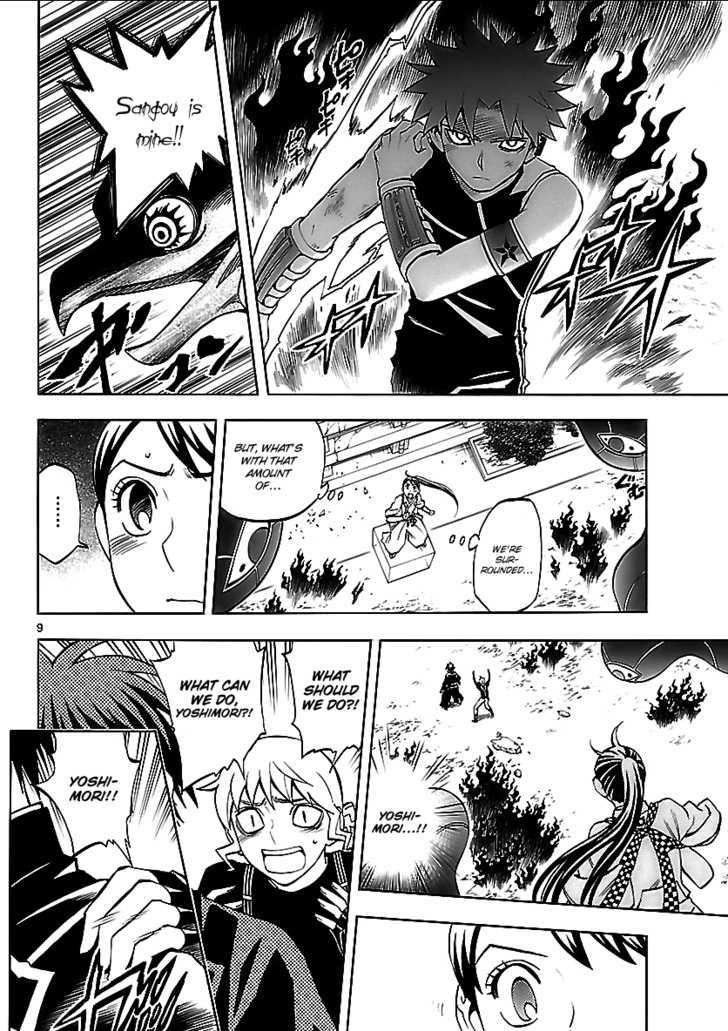 Sangou is
mine!!
BUT, WHAT'S
WITH THAT
AMOUNT
OF...
WE'RE
SUR-
ROUNDED...
......
9
YOSHI-
MORI...!!
WHAT
SHOULD
WE DO?!
WHAT CAN
WE DO,
YOSHIMORI?!
YOSHI-
MORI!!